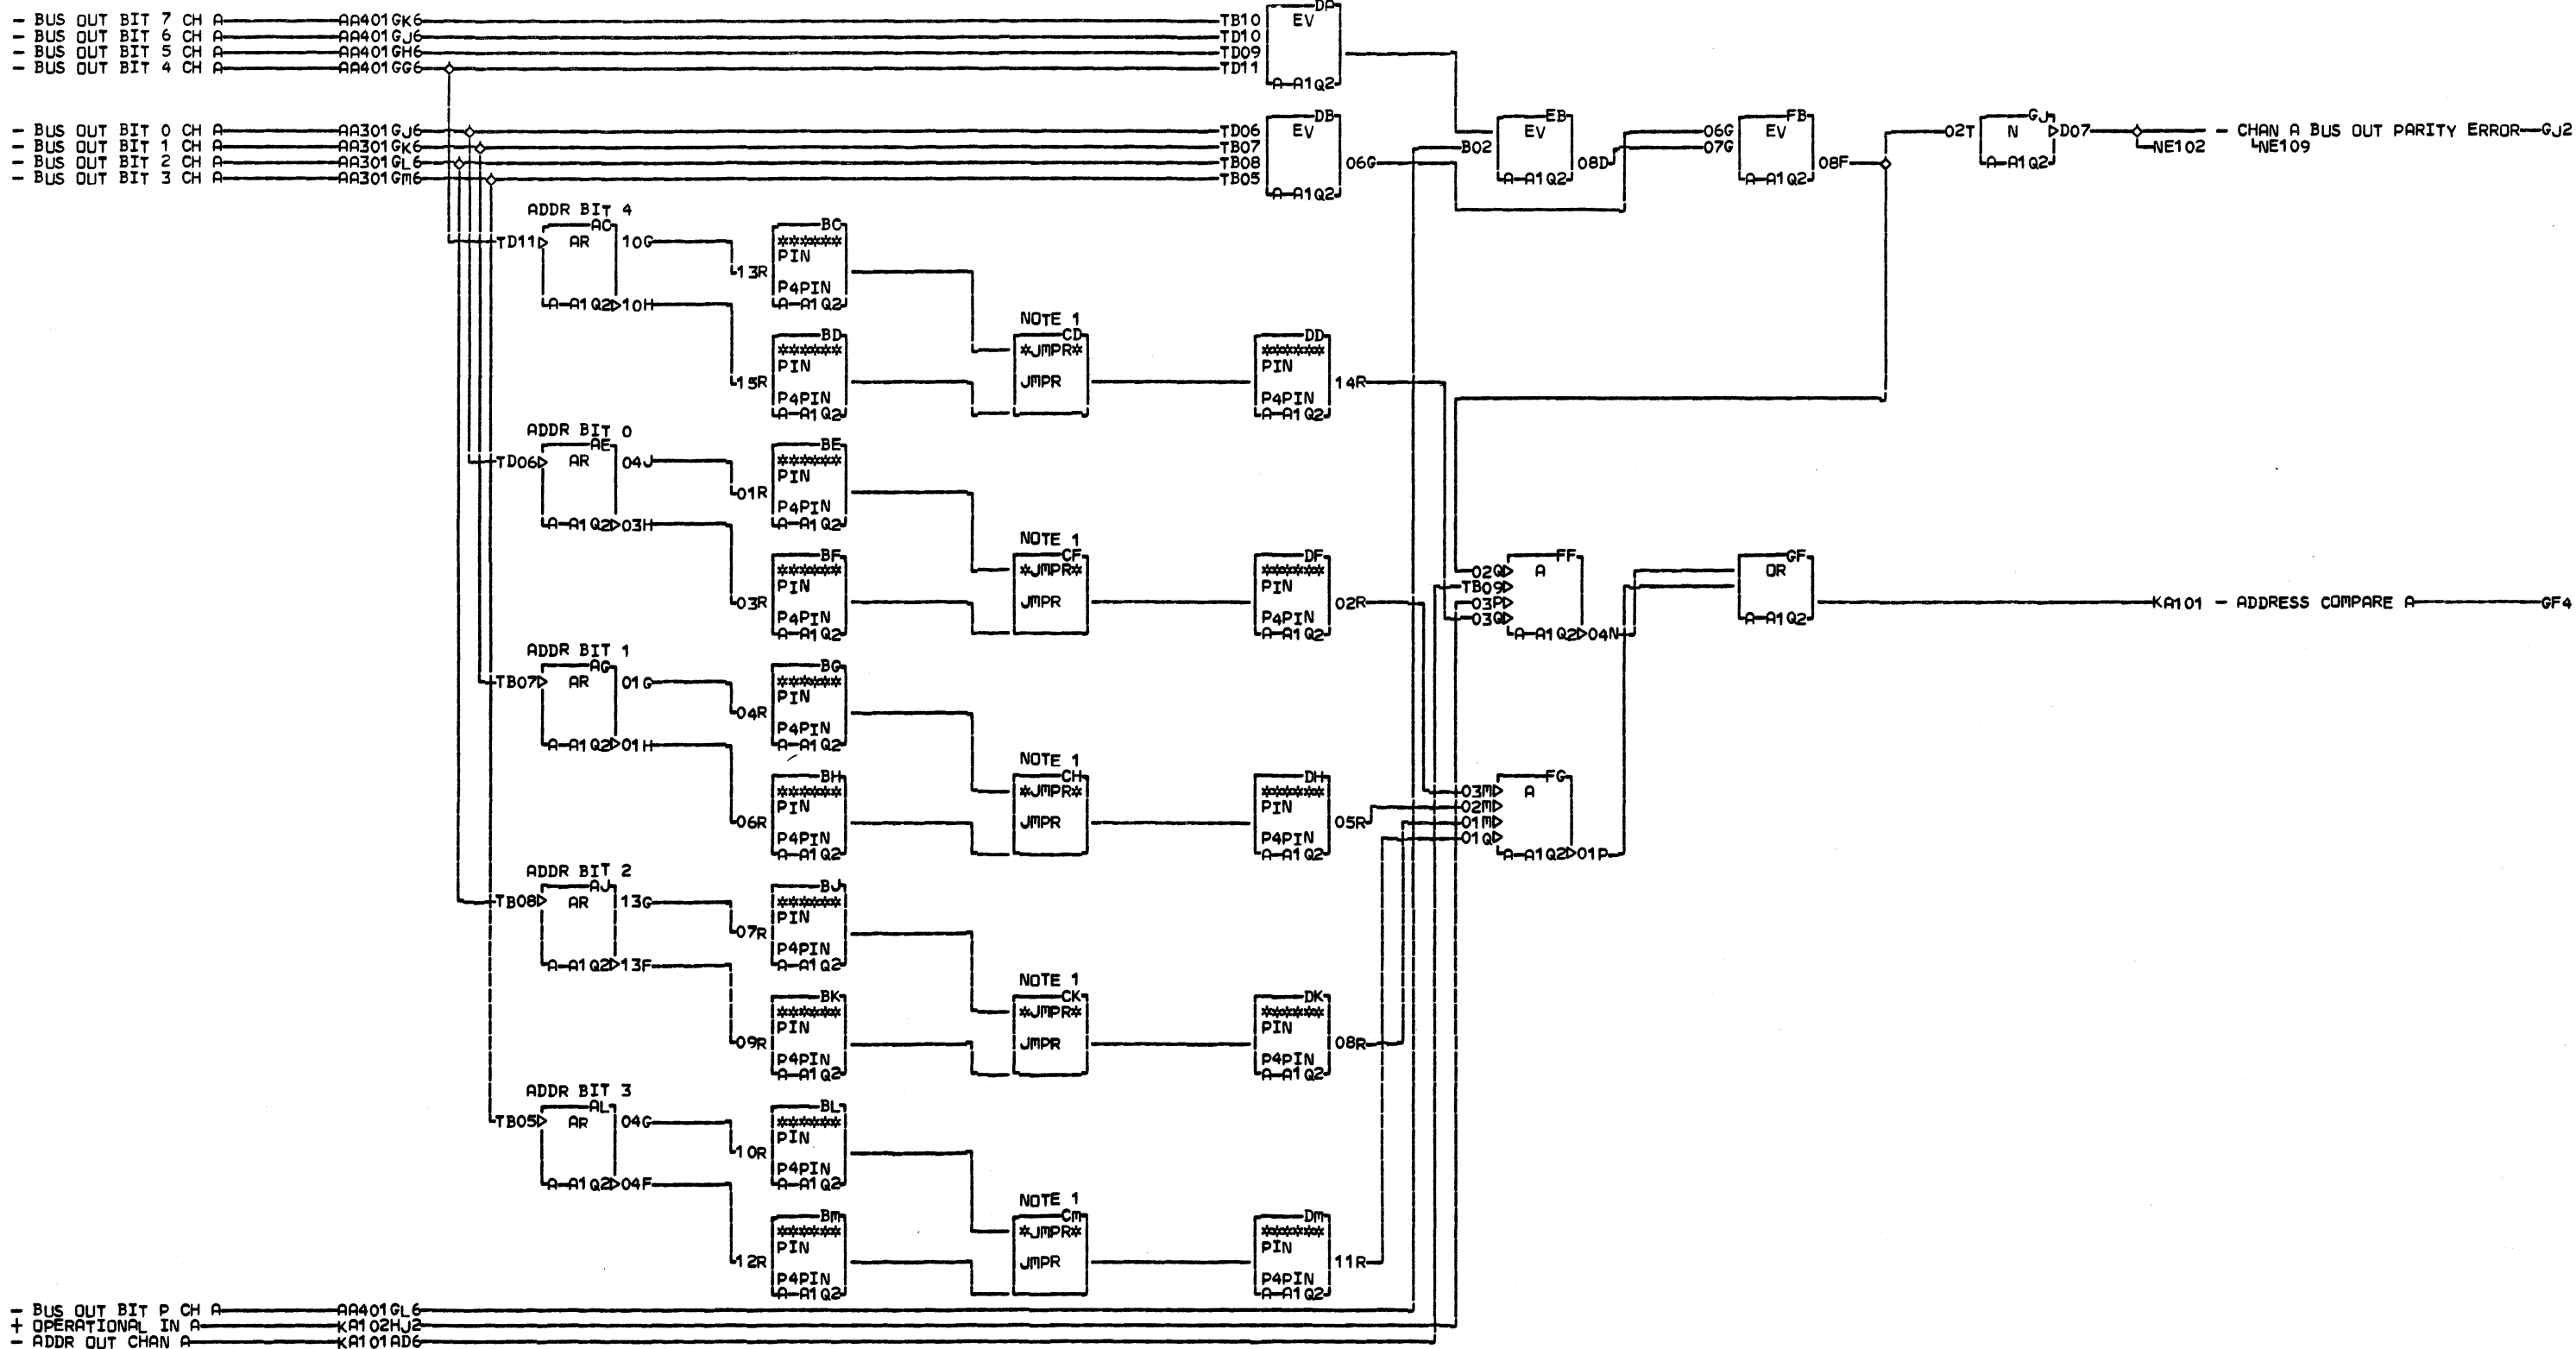 - BUS OUT BIT 7 CH A AA401GK6 TB10
- BUS OUT BIT 6 CH A AA401GJ6 TD10
- BUS OUT BIT 5 CH A AA401GH6 TD09
- BUS OUT BIT 4 CH A AA401GG6 TD11
DA
EV
A-A1Q2
- BUS OUT BIT 0 CH A AA301GJ6 TD06
- BUS OUT BIT 1 CH A AA301GK6 TB07
- BUS OUT BIT 2 CH A AA301GL6 TB08
- BUS OUT BIT 3 CH A AA301GM6 TB05
DB
EV
06G
A-A1Q2
EB
EV
B02
08D
A-A1Q2
06G
07G
FB
EV
08F
A-A1Q2
02T
GJ
N
D07
A-A1Q2
NE102
- CHAN A BUS OUT PARITY ERROR GJ2
NE109
ADDR BIT 4
AC
TD11 AR 10G
A-A1Q2 10H
BC
******
PIN
13R
P4PIN
A-A1Q2
BD
******
PIN
15R
P4PIN
A-A1Q2
NOTE 1
CD
*JMPR*
JMPR
DD
******
PIN
14R
P4PIN
A-A1Q2
ADDR BIT 0
AE
TD06 AR 04J
A-A1Q2 03H
BE
******
PIN
01R
P4PIN
A-A1Q2
BF
******
PIN
03R
P4PIN
A-A1Q2
NOTE 1
CF
*JMPR*
JMPR
DF
******
PIN
02R
P4PIN
A-A1Q2
FF
A
02Q
TB09
03P
03Q
A-A1Q2 04N
GF
OR
A-A1Q2
KA101 - ADDRESS COMPARE A GF4
ADDR BIT 1
AG
TB07 AR 01G
A-A1Q2 01H
BG
******
PIN
04R
P4PIN
A-A1Q2
BH
******
PIN
06R
P4PIN
A-A1Q2
NOTE 1
CH
*JMPR*
JMPR
DH
******
PIN
05R
P4PIN
A-A1Q2
FG
A
03M
02M
01M
01Q
A-A1Q2 01P
ADDR BIT 2
AJ
TB08 AR 13G
A-A1Q2 13F
BJ
******
PIN
07R
P4PIN
A-A1Q2
BK
******
PIN
09R
P4PIN
A-A1Q2
NOTE 1
CK
*JMPR*
JMPR
DK
******
PIN
08R
P4PIN
A-A1Q2
ADDR BIT 3
AL
TB05 AR 04G
A-A1Q2 04F
BL
******
PIN
10R
P4PIN
A-A1Q2
BM
******
PIN
12R
P4PIN
A-A1Q2
NOTE 1
CM
*JMPR*
JMPR
DM
******
PIN
11R
P4PIN
A-A1Q2
- BUS OUT BIT P CH A AA401GL6
+ OPERATIONAL IN A KA102HJ2
- ADDR OUT CHAN A KA101AD6